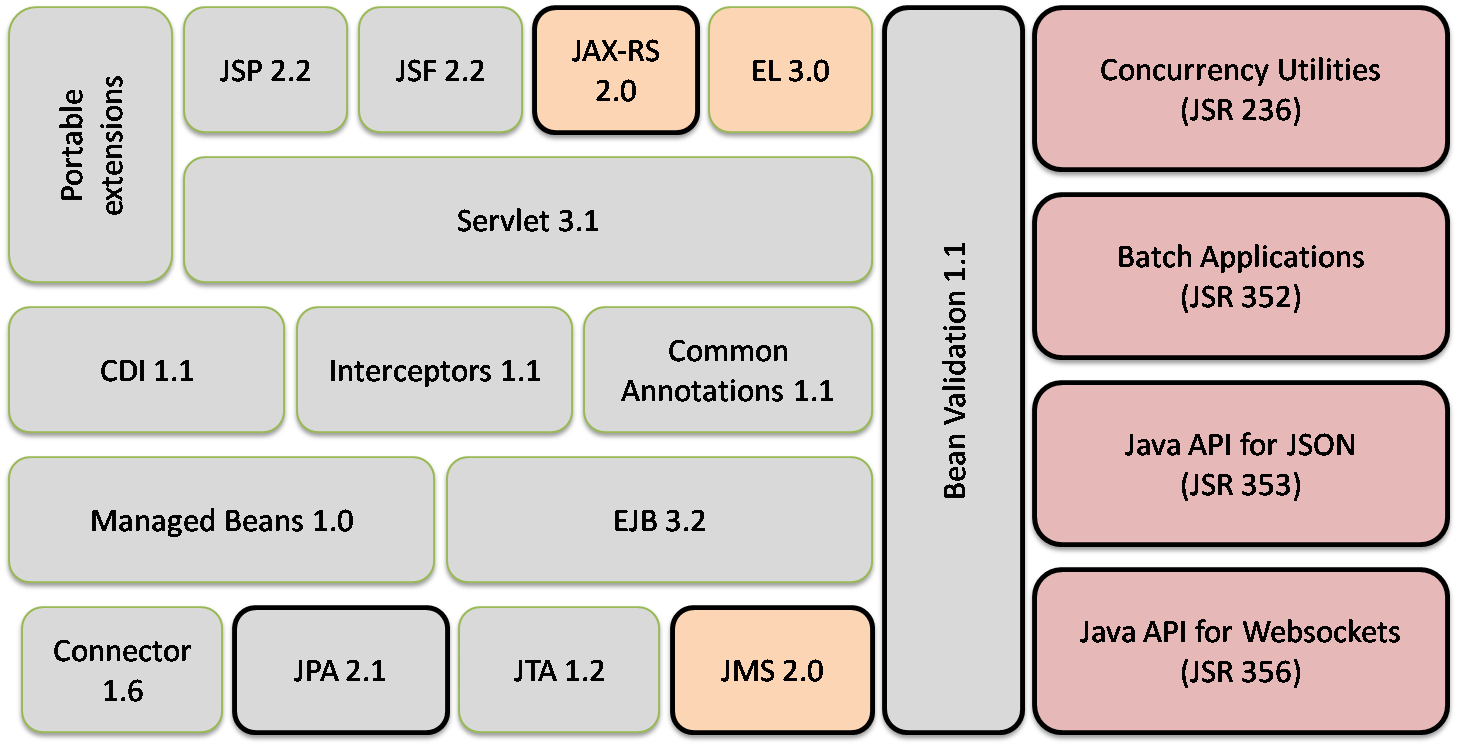 Portable
extensions
JSP 2.2
JSF 2.2
JAX-RS
2.0
EL 3.0
Servlet 3.1
CDI 1.1
Interceptors 1.1
Common
Annotations 1.1
Managed Beans 1.0
EJB 3.2
Connector
1.6
JPA 2.1
JTA 1.2
JMS 2.0
Bean Validation 1.1
Concurrency Utilities
(JSR 236)
Batch Applications
(JSR 352)
Java API for JSON
(JSR 353)
Java API for Websockets
(JSR 356)